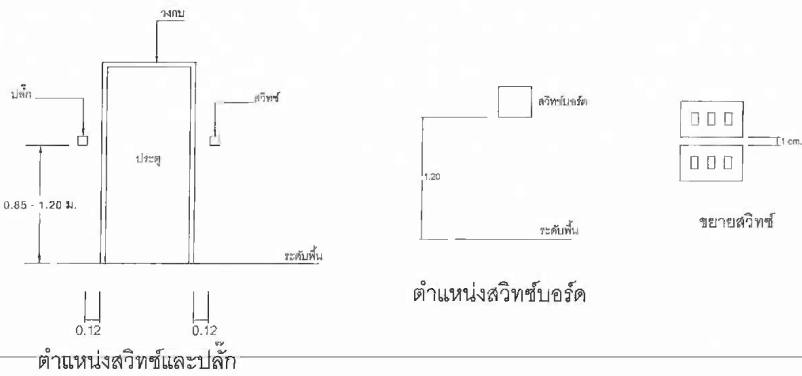 วงกบ
ปลั๊ก
สวิทซ์
ประตู
0.85 - 1.20 ม.
ระดับพื้น
0.12
0.12
ตำแหน่งสวิทซ์และปลั๊ก
สวิทซ์บอร์ด
1.20
ระดับพื้น
ตำแหน่งสวิทซ์บอร์ด
1 cm.
ขยายสวิทซ์